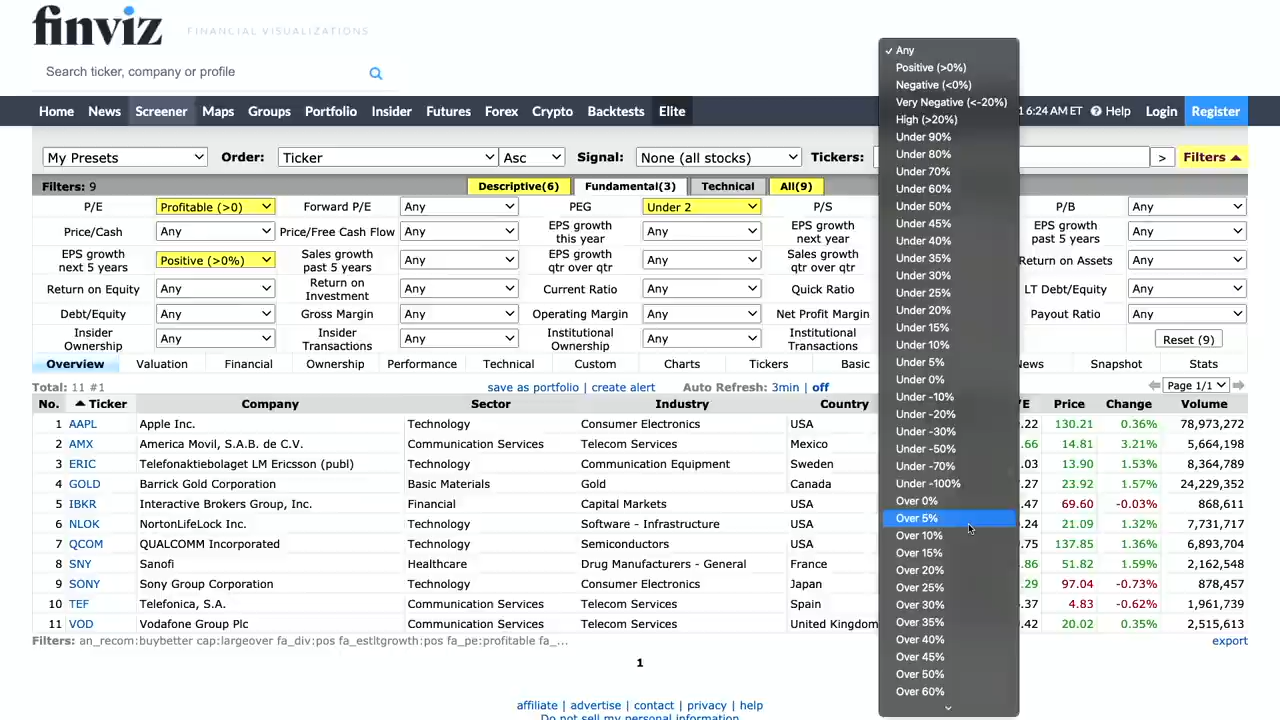 finviz FINANCIAL VISUALIZATIONS
Search ticker, company or profile
Home News Screener Maps Groups Portfolio Insider Futures Forex Crypto Backtests Elite 6:24 AM ET Help Login Register
My Presets Order: Ticker Asc Signal: None (all stocks) Tickers: > Filters
Filters: 9 Descriptive(6) Fundamental(3) Technical All(9)
P/E Profitable (>0) Forward P/E Any PEG Under 2 P/S P/B Any
Price/Cash Any Price/Free Cash Flow Any EPS growth this year Any EPS growth next year EPS growth past 5 years Any
EPS growth next 5 years Positive (>0%) Sales growth past 5 years Any EPS growth qtr over qtr Any Sales growth qtr over qtr Return on Assets Any
Return on Equity Any Return on Investment Any Current Ratio Any Quick Ratio LT Debt/Equity Any
Debt/Equity Any Gross Margin Any Operating Margin Any Net Profit Margin Payout Ratio Any
Insider Ownership Any Insider Transactions Any Institutional Ownership Any Institutional Transactions Reset (9)
Overview Valuation Financial Ownership Performance Technical Custom Charts Tickers Basic News Snapshot Stats
Total: 11 #1 save as portfolio | create alert Auto Refresh: 3min | off Page 1/1
No. Ticker Company Sector Industry Country /E Price Change Volume
1 AAPL Apple Inc. Technology Consumer Electronics USA .22 130.21 0.36% 78,973,272
2 AMX America Movil, S.A.B. de C.V. Communication Services Telecom Services Mexico .66 14.81 3.21% 5,664,198
3 ERIC Telefonaktiebolaget LM Ericsson (publ) Technology Communication Equipment Sweden .03 13.90 1.53% 8,364,789
4 GOLD Barrick Gold Corporation Basic Materials Gold Canada .27 23.92 1.57% 24,229,352
5 IBKR Interactive Brokers Group, Inc. Financial Capital Markets USA .47 69.60 -0.03% 868,611
6 NLOK NortonLifeLock Inc. Technology Software - Infrastructure USA .24 21.09 1.32% 7,731,717
7 QCOM QUALCOMM Incorporated Technology Semiconductors USA .75 137.85 1.36% 6,893,704
8 SNY Sanofi Healthcare Drug Manufacturers - General France .86 51.82 1.59% 2,162,548
9 SONY Sony Group Corporation Technology Consumer Electronics Japan .29 97.04 -0.73% 878,457
10 TEF Telefonica, S.A. Communication Services Telecom Services Spain .37 4.83 -0.62% 1,961,739
11 VOD Vodafone Group Plc Communication Services Telecom Services United Kingdom .42 20.02 0.35% 2,515,613
Filters: an_recom:buybetter cap:largeover fa_div:pos fa_estltgrowth:pos fa_pe:profitable fa_... export
1
affiliate | advertise | contact | privacy | help
Do not sell my personal information
✓ Any
Positive (>0%)
Negative (<0%)
Very Negative (<-20%)
High (>20%)
Under 90%
Under 80%
Under 70%
Under 60%
Under 50%
Under 45%
Under 40%
Under 35%
Under 30%
Under 25%
Under 20%
Under 15%
Under 10%
Under 5%
Under 0%
Under -10%
Under -20%
Under -30%
Under -50%
Under -70%
Under -100%
Over 0%
Over 5%
Over 10%
Over 15%
Over 20%
Over 25%
Over 30%
Over 35%
Over 40%
Over 45%
Over 50%
Over 60%